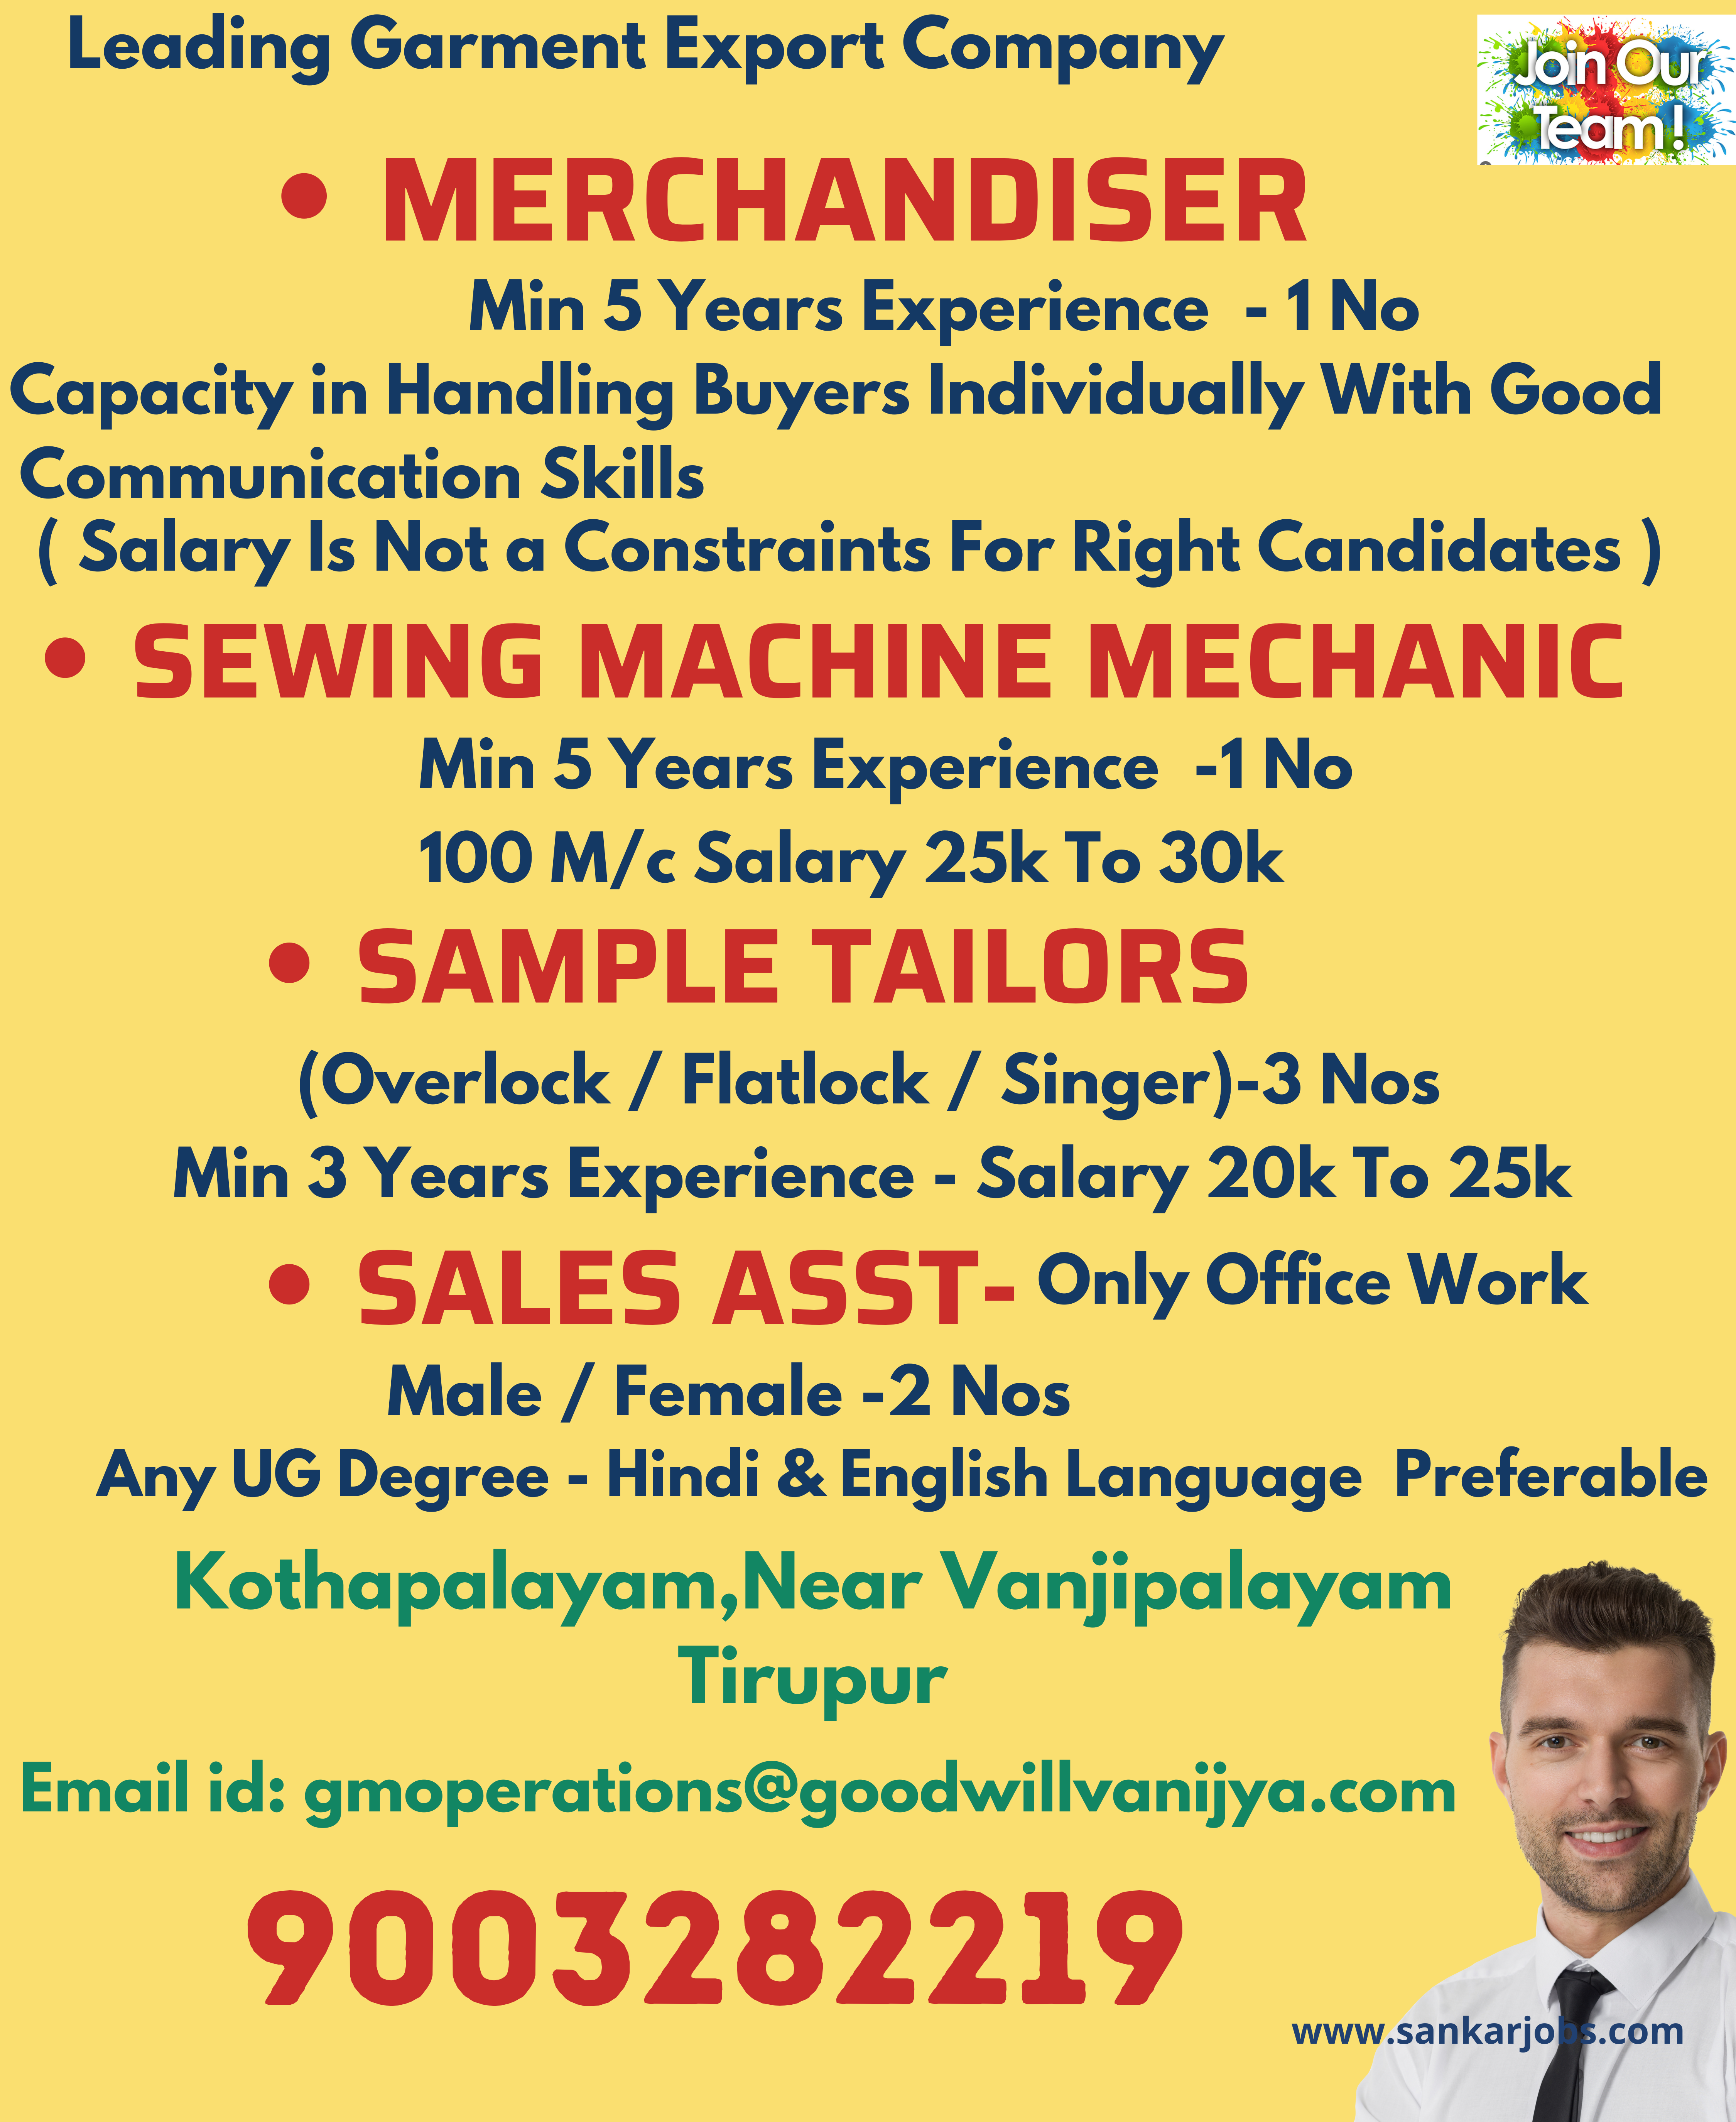 Leading Garment Export Company
Join Our
Team !
• MERCHANDISER
Min 5 Years Experience - 1 No
Capacity in Handling Buyers Individually With Good
Communication Skills
( Salary Is Not a Constraints For Right Candidates )
• SEWING MACHINE MECHANIC
Min 5 Years Experience -1 No
100 M/c Salary 25k To 30k
• SAMPLE TAILORS
(Overlock / Flatlock / Singer)-3 Nos
Min 3 Years Experience - Salary 20k To 25k
• SALES ASST- Only Office Work
Male / Female -2 Nos
Any UG Degree - Hindi & English Language Preferable
Kothapalayam,Near Vanjipalayam
Tirupur
Email id: gmoperations@goodwillvanijya.com
9003282219
www.sankarjobs.com